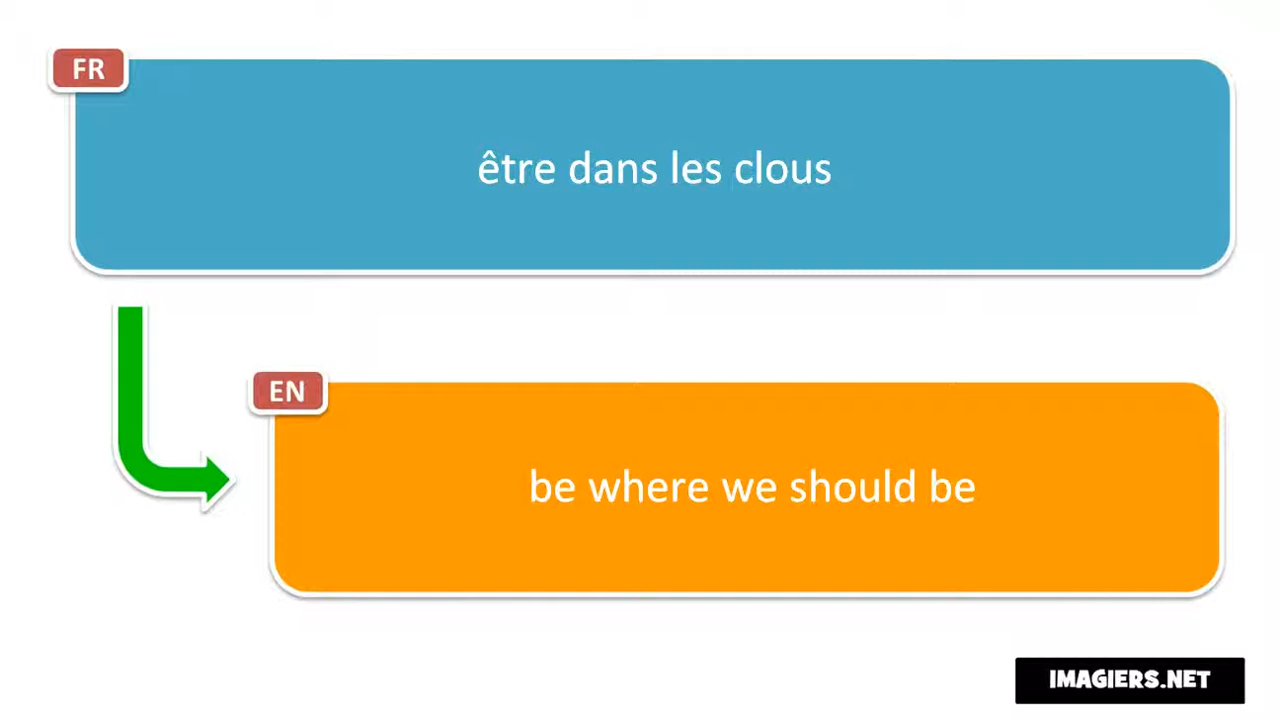 FR
être dans les clous
EN
be where we should be
IMAGIERS.NET